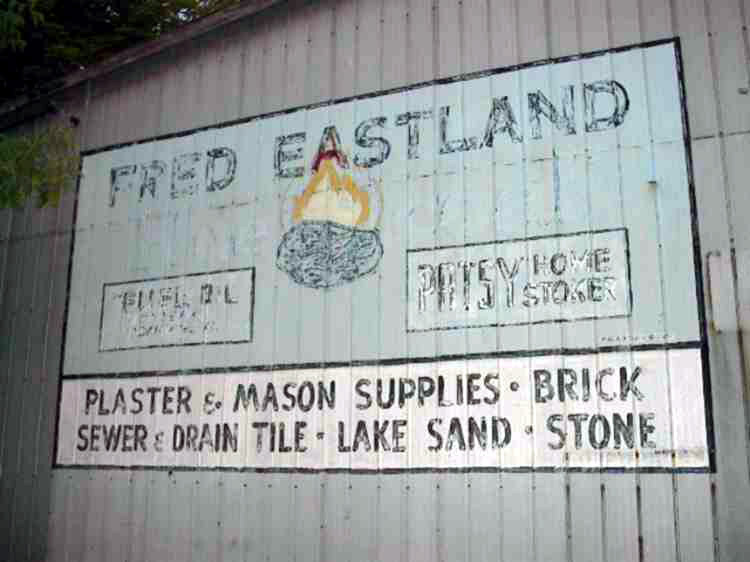 FRED EASTLAND
FUEL OIL
PATSY HOME
STOKER
PLASTER & MASON SUPPLIES · BRICK
SEWER & DRAIN TILE · LAKE SAND · STONE